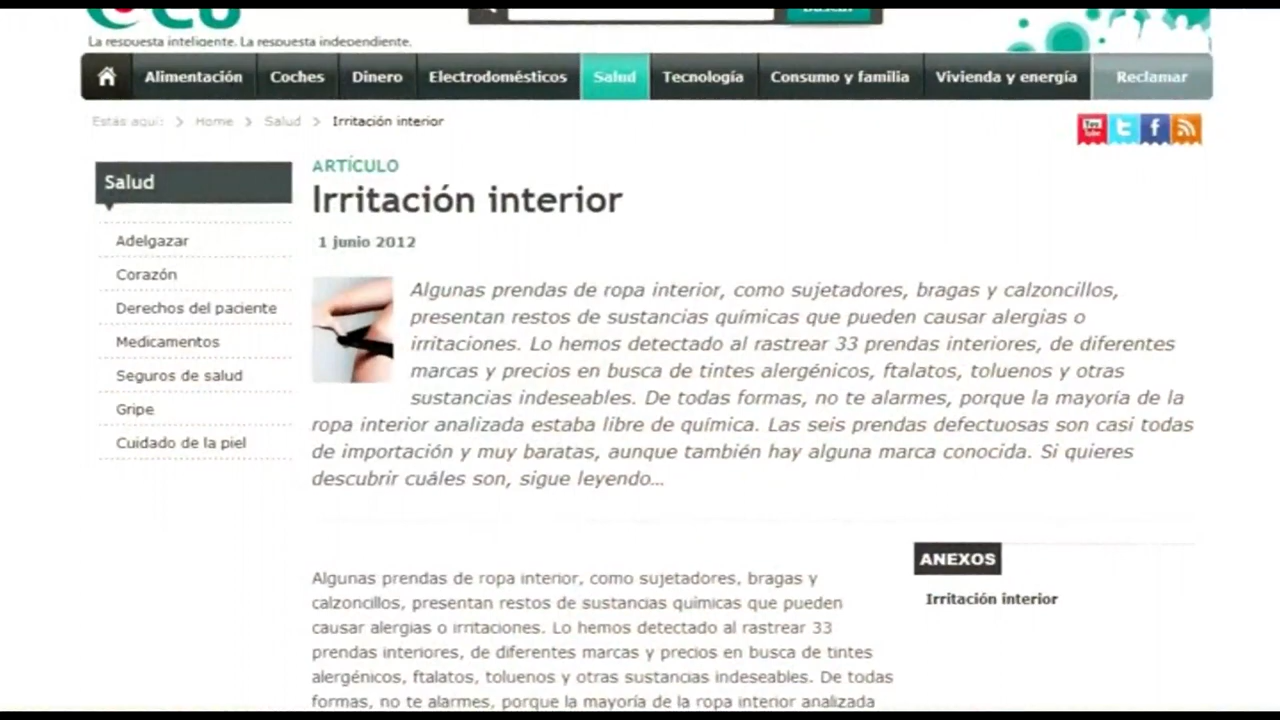 La respuesta inteligente. La respuesta independiente.
Buscar
Alimentación Coches Dinero Electrodomésticos Salud Tecnología Consumo y familia Vivienda y energía Reclamar
Estás aquí: > Home > Salud > Irritación interior
You Tube
Salud
Adelgazar
Corazón
Derechos del paciente
Medicamentos
Seguros de salud
Gripe
Cuidado de la piel
ARTÍCULO
Irritación interior
1 junio 2012
Algunas prendas de ropa interior, como sujetadores, bragas y calzoncillos,
presentan restos de sustancias químicas que pueden causar alergias o
irritaciones. Lo hemos detectado al rastrear 33 prendas interiores, de diferentes
marcas y precios en busca de tintes alergénicos, ftalatos, toluenos y otras
sustancias indeseables. De todas formas, no te alarmes, porque la mayoría de la
ropa interior analizada estaba libre de química. Las seis prendas defectuosas son casi todas
de importación y muy baratas, aunque también hay alguna marca conocida. Si quieres
descubrir cuáles son, sigue leyendo...
Algunas prendas de ropa interior, como sujetadores, bragas y
calzoncillos, presentan restos de sustancias químicas que pueden
causar alergias o irritaciones. Lo hemos detectado al rastrear 33
prendas interiores, de diferentes marcas y precios en busca de tintes
alergénicos, ftalatos, toluenos y otras sustancias indeseables. De todas
formas, no te alarmes, porque la mayoría de la ropa interior analizada
ANEXOS
Irritación interior